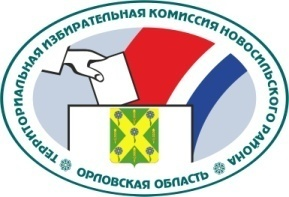 ТЕРРИТОРИАЛЬНАЯ ИЗБИРАТЕЛЬНАЯ КОМИССИЯ НОВОСИЛЬСКОГО РАЙОНА
ОРЛОВСКАЯ ОБЛАСТЬ